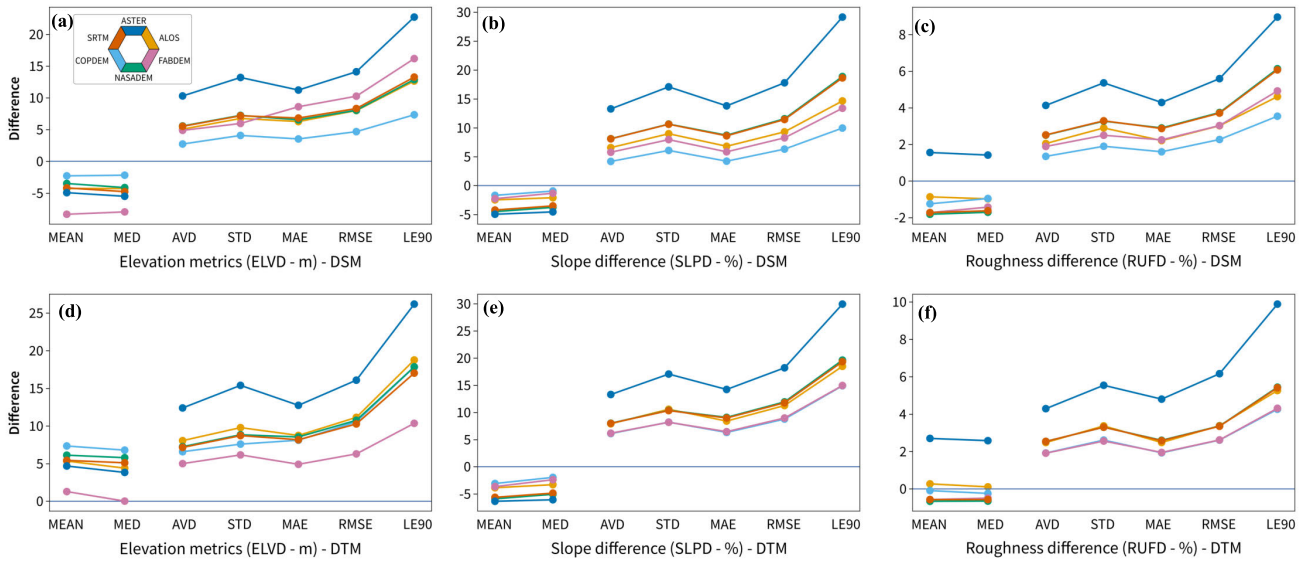 (a)
ASTER
SRTM
ALOS
COPDEM
FABDEM
NASADEM
Difference
20
15
10
5
0
-5
MEAN MED AVD STD MAE RMSE LE90
Elevation metrics (ELVD - m) - DSM
(b)
30
25
20
15
10
5
0
-5
MEAN MED AVD STD MAE RMSE LE90
Slope difference (SLPD - %) - DSM
(c)
8
6
4
2
0
-2
MEAN MED AVD STD MAE RMSE LE90
Roughness difference (RUFD - %) - DSM
(d)
Difference
25
20
15
10
5
0
MEAN MED AVD STD MAE RMSE LE90
Elevation metrics (ELVD - m) - DTM
(e)
30
25
20
15
10
5
0
-5
MEAN MED AVD STD MAE RMSE LE90
Slope difference (SLPD - %) - DTM
(f)
10
8
6
4
2
0
MEAN MED AVD STD MAE RMSE LE90
Roughness difference (RUFD - %) - DTM